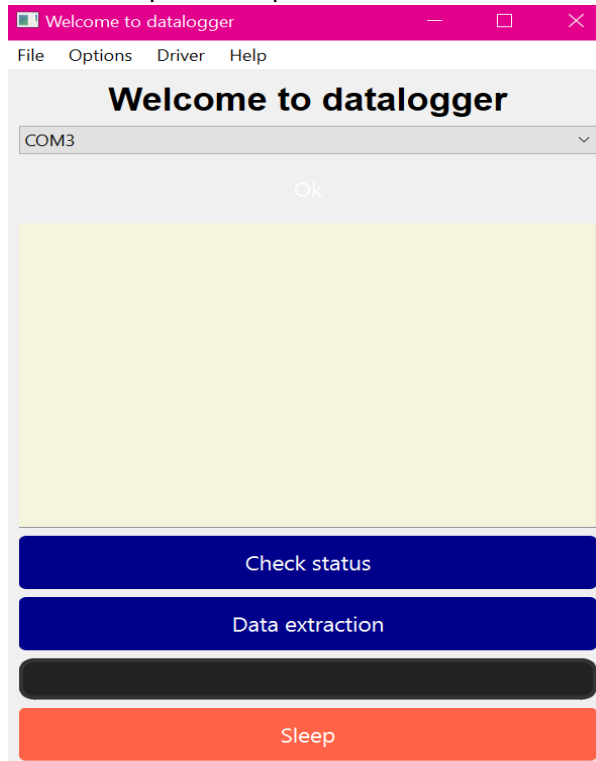 Welcome to datalogger
File Options Driver Help
Welcome to datalogger
COM3
Ok
Check status
Data extraction
Sleep